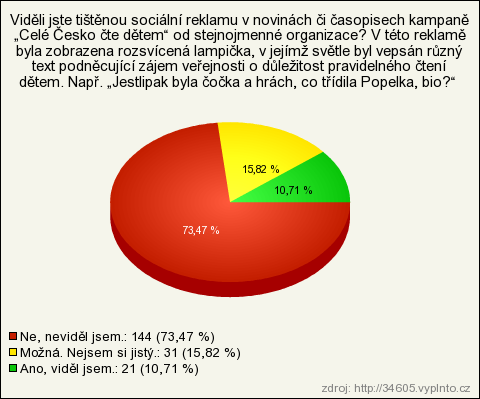 Viděli jste tištěnou sociální reklamu v novinách či časopisech kampaně
„Celé Česko čte dětem“ od stejnojmenné organizace? V této reklamě
byla zobrazena rozsvícená lampička, v jejímž světle byl vepsán různý
text podněcující zájem veřejnosti o důležitost pravidelného čtení
dětem. Např. „Jestlipak byla čočka a hrách, co třídila Popelka, bio?“
15,82 %
10,71 %
73,47 %
Ne, neviděl jsem.: 144 (73,47 %)
Možná. Nejsem si jistý.: 31 (15,82 %)
Ano, viděl jsem.: 21 (10,71 %)
zdroj: http://34605.vyplnto.cz